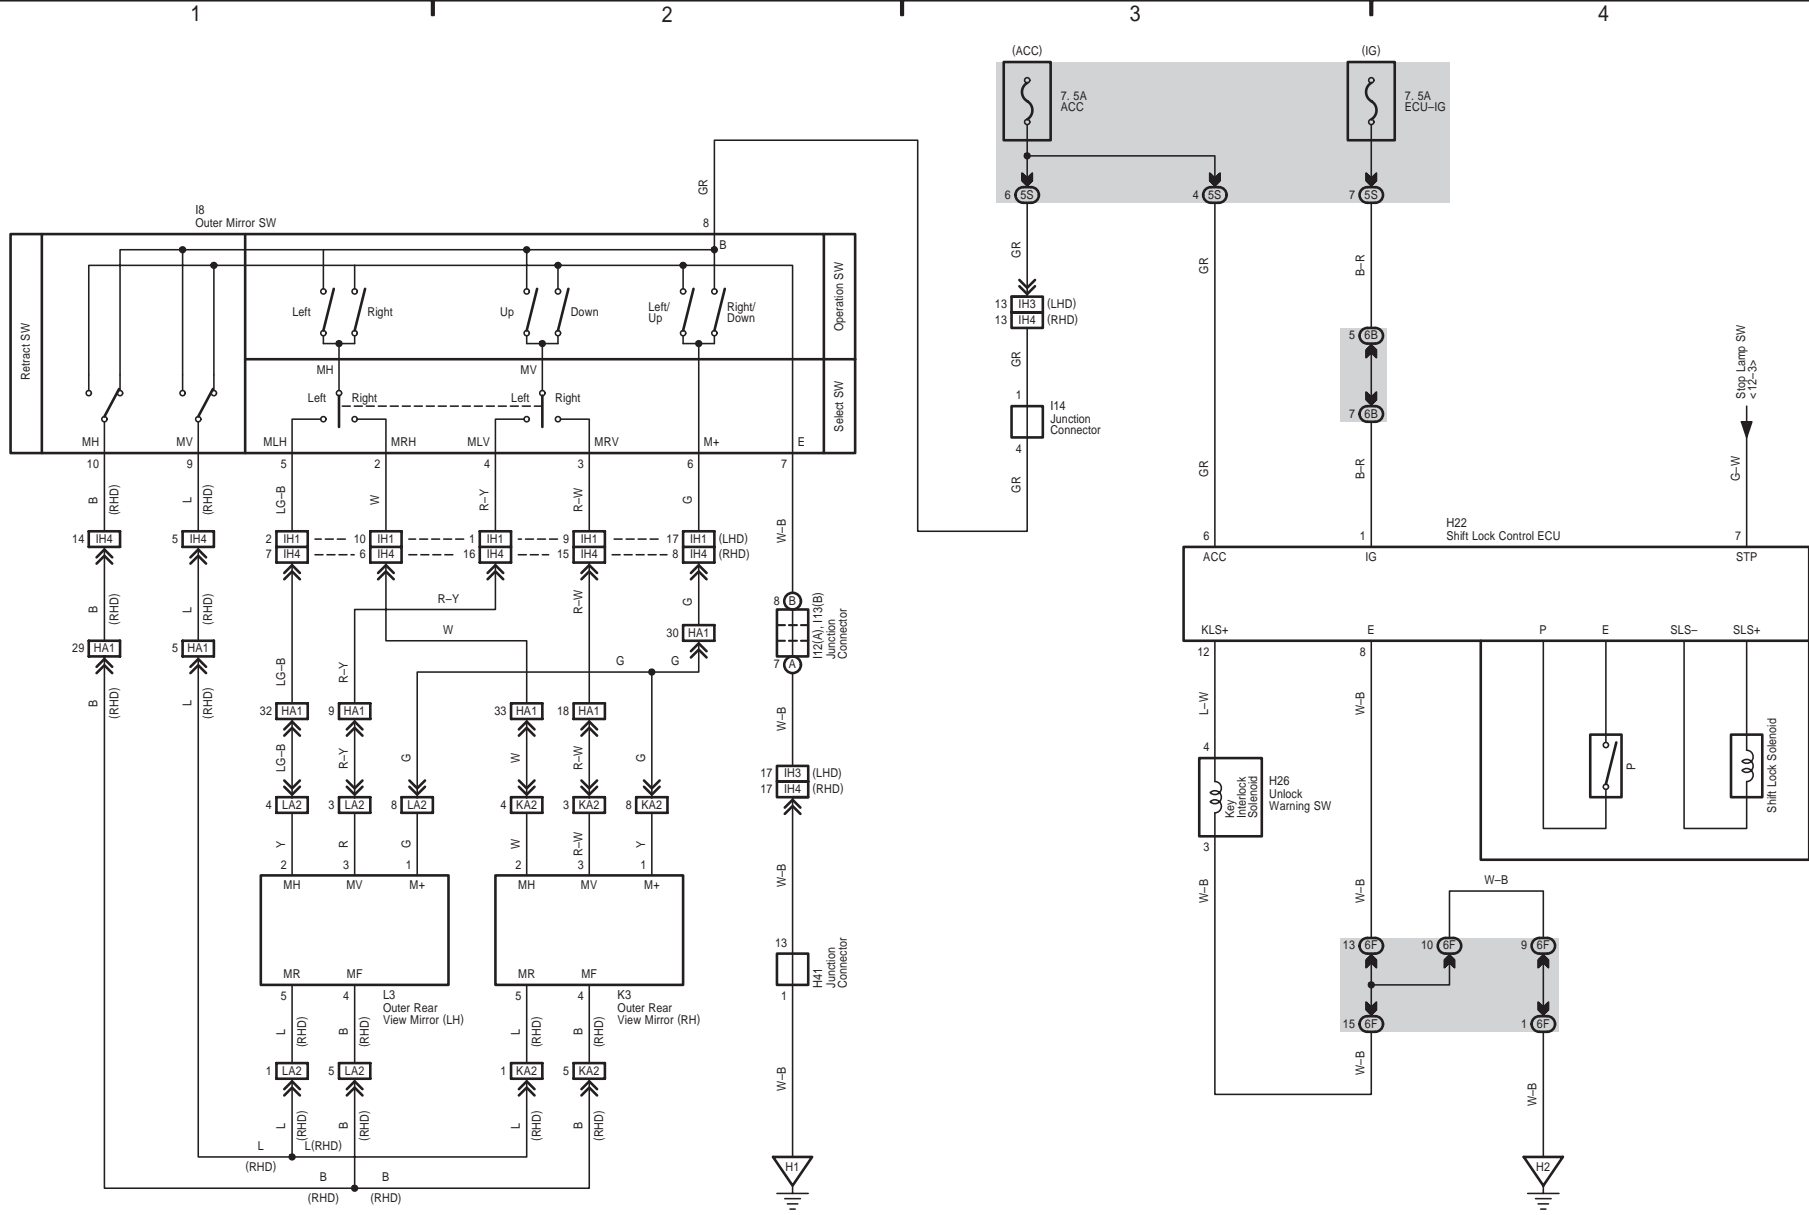 1
2
3
4
(ACC)
(IG)
7. 5A
ACC
7. 5A
ECU–IG
6 5S
4 5S
7 5S
GR
I8
Outer Mirror SW
8
B
Retract SW
Operation SW
Select SW
Left
Right
Up
Down
Left/
Up
Right/
Down
MH
MV
Left
Right
Left
Right
MH
MV
MLH
MRH
MLV
MRV
M+
E
10
9
5
2
4
3
6
7
GR
GR
B–R
13 IH3 (LHD)
13 IH4 (RHD)
GR
1
I14
Junction
Connector
4
GR
GR
5 6B
7 6B
B–R
Stop Lamp SW
<12–3>
G–W
B
(RHD)
L
(RHD)
LG–B
W
R–Y
R–W
G
W–B
14 IH4
5 IH4
2 IH1
10 IH1
1 IH1
9 IH1
17 IH1 (LHD)
7 IH4
6 IH4
16 IH4
15 IH4
8 IH4 (RHD)
H22
Shift Lock Control ECU
6
1
7
ACC
IG
STP
KLS+
E
P
E
SLS–
SLS+
12
8
B
(RHD)
L
(RHD)
R–Y
W
R–W
G
8 B
I12(A), I13(B)
Junction
Connector
7 A
29 HA1
5 HA1
30 HA1
B
(RHD)
L
(RHD)
LG–B
R–Y
G
G
W–B
L–W
W–B
32 HA1
9 HA1
33 HA1
18 HA1
LG–B
R–Y
G
W
R–W
G
17 IH3 (LHD)
17 IH4 (RHD)
4 LA2
3 LA2
8 LA2
4 KA2
3 KA2
8 KA2
4
Key
Interlock
Solenoid
H26
Unlock
Warning SW
3
P
Shift Lock Solenoid
Y
R
G
W
R–W
Y
W–B
2
3
1
2
3
1
MH
MV
M+
MH
MV
M+
MR
MF
MR
MF
5
4
5
4
L3
Outer Rear
View Mirror (LH)
K3
Outer Rear
View Mirror (RH)
13
H41
Junction
Connector
1
W–B
W–B
W–B
13 6F
10 6F
9 6F
15 6F
1 6F
L
(RHD)
B
(RHD)
L
(RHD)
B
(RHD)
1 LA2
5 LA2
1 KA2
5 KA2
W–B
W–B
W–B
L
(RHD)
B
(RHD)
L
(RHD)
B
(RHD)
L
(RHD)
L(RHD)
B
(RHD)
B
(RHD)
H1
H2